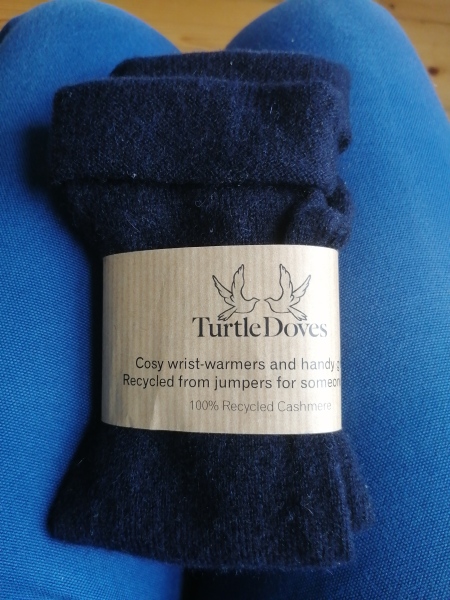 TurtleDoves
Cosy wrist-warmers and handy
Recycled from jumpers for
100% Recycled Cashmere